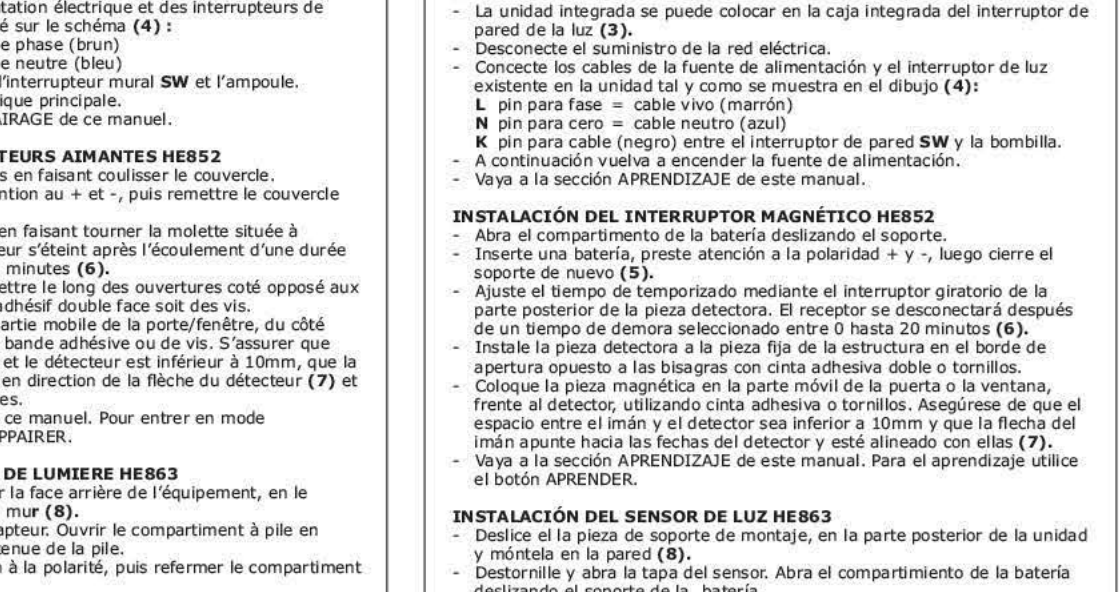 tation électrique et des interrupteurs de
é sur le schéma (4) :
e phase (brun)
e neutre (bleu)
l'interrupteur mural SW et l'ampoule.
ique principale.
AIRAGE de ce manuel.
TEURS AIMANTES HE852
s en faisant coulisser le couvercle.
ntion au + et -, puis remettre le couvercle
en faisant tourner la molette située à
eur s'éteint après l'écoulement d'une durée
minutes (6).
ettre le long des ouvertures coté opposé aux
adhésif double face soit des vis.
artie mobile de la porte/fenêtre, du côté
bande adhésive ou de vis. S'assurer que
et le détecteur est inférieur à 10mm, que la
en direction de la flèche du détecteur (7) et
es.
ce manuel. Pour entrer en mode
PPAIRER.
DE LUMIERE HE863
r la face arrière de l'équipement, en le
mur (8).
apteur. Ouvrir le compartiment à pile en
enue de la pile.
à la polarité, puis refermer le compartiment
- La unidad integrada se puede colocar en la caja integrada del interruptor de
pared de la luz (3).
- Desconecte el suministro de la red eléctrica.
- Concecte los cables de la fuente de alimentación y el interruptor de luz
existente en la unidad tal y como se muestra en el dibujo (4):
L pin para fase = cable vivo (marrón)
N pin para cero = cable neutro (azul)
K pin para cable (negro) entre el interruptor de pared SW y la bombilla.
- A continuación vuelva a encender la fuente de alimentación.
- Vaya a la sección APRENDIZAJE de este manual.
INSTALACIÓN DEL INTERRUPTOR MAGNÉTICO HE852
- Abra el compartimento de la batería deslizando el soporte.
- Inserte una batería, preste atención a la polaridad + y -, luego cierre el
soporte de nuevo (5).
- Ajuste el tiempo de temporizado mediante el interruptor giratorio de la
parte posterior de la pieza detectora. El receptor se desconectará después
de un tiempo de demora seleccionado entre 0 hasta 20 minutos (6).
- Instale la pieza detectora a la pieza fija de la estructura en el borde de
apertura opuesto a las bisagras con cinta adhesiva doble o tornillos.
- Coloque la pieza magnética en la parte móvil de la puerta o la ventana,
frente al detector, utilizando cinta adhesiva o tornillos. Asegúrese de que el
espacio entre el imán y el detector sea inferior a 10mm y que la flecha del
imán apunte hacia las fechas del detector y esté alineado con ellas (7).
- Vaya a la sección APRENDIZAJE de este manual. Para el aprendizaje utilice
el botón APRENDER.
INSTALACIÓN DEL SENSOR DE LUZ HE863
- Deslice el la pieza de soporte de montaje, en la parte posterior de la unidad
y móntela en la pared (8).
- Destornille y abra la tapa del sensor. Abra el compartimiento de la batería
deslizando el soporte de la batería.